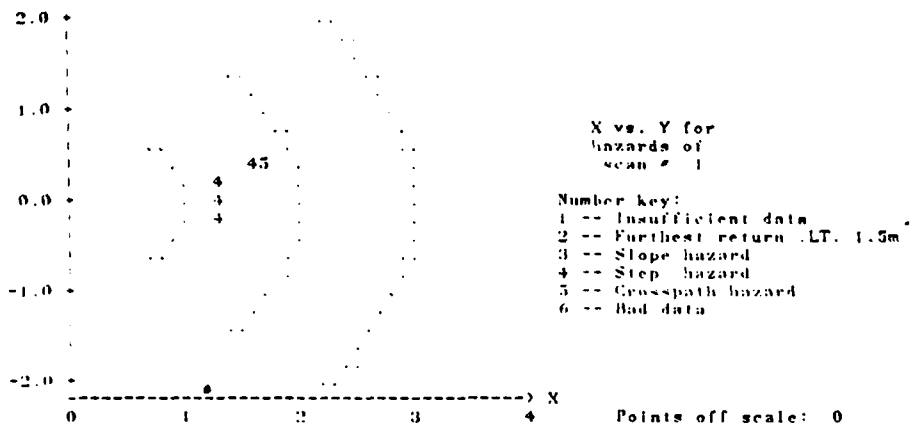 2.0
1.0
0.0
-1.0
-2.0
45
4
4
4
0 1 2 3 4
X
X vs. Y for
hazards of
scan # 1
Number key:
1 -- Insufficient data
2 -- Furthest return .LT. 1.5m
3 -- Slope hazard
4 -- Step hazard
5 -- Crosspath hazard
6 -- Bad data
Points off scale: 0